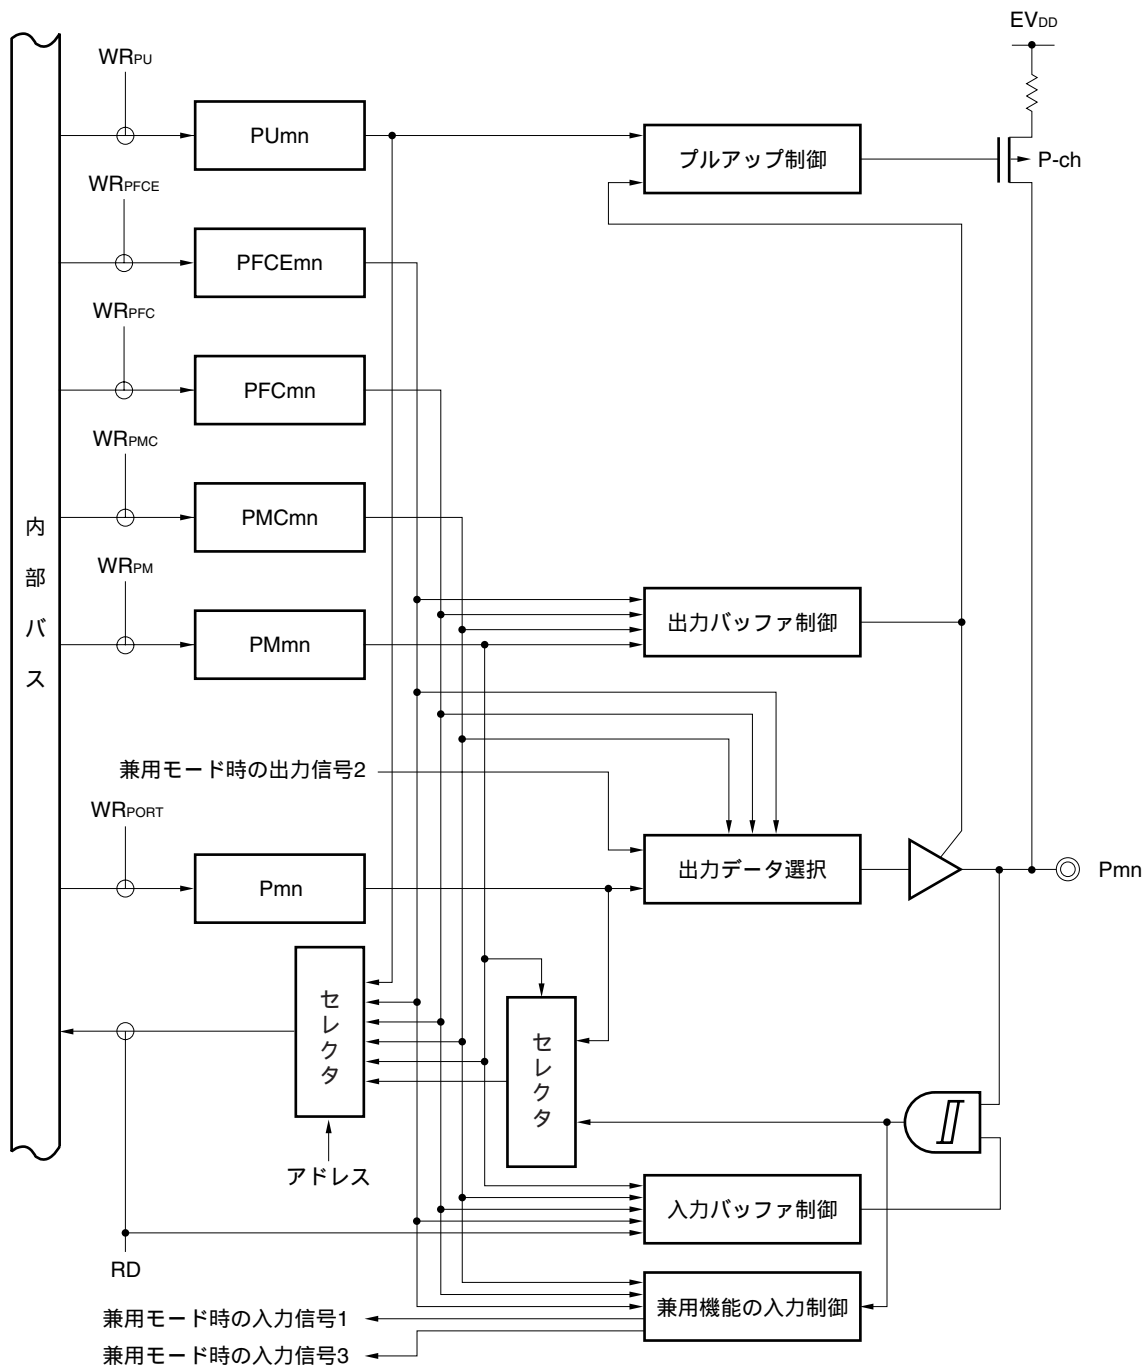 EVDD
WRPU
PUmn
プルアップ制御
P-ch
WRPFCE
PFCEmn
WRPFC
PFCmn
WRPMC
PMCmn
内部バス
WRPM
PMmn
出力バッファ制御
兼用モード時の出力信号2
WRPORT
Pmn
出力データ選択
Pmn
セレクタ
セレクタ
アドレス
入力バッファ制御
RD
兼用機能の入力制御
兼用モード時の入力信号1
兼用モード時の入力信号3